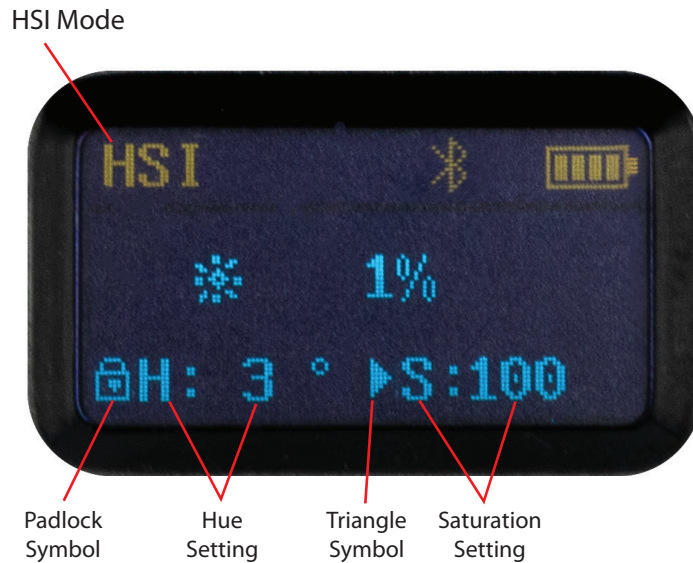 HSI Mode
HSI
1%
H: 3 ° S:100
Padlock Symbol
Hue Setting
Triangle Symbol
Saturation Setting